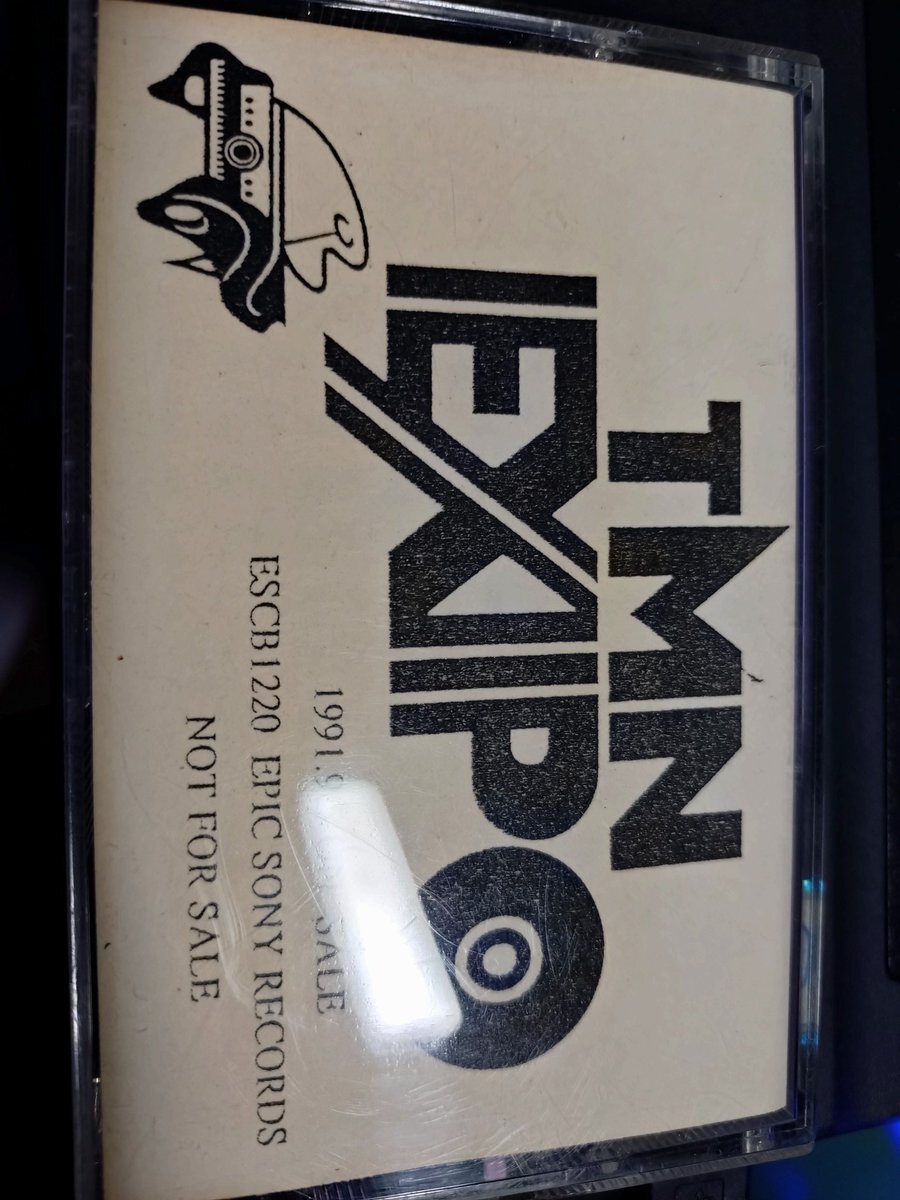 TMN
EXPO
1991.9 SALE
ESCB1220 EPIC SONY RECORDS
NOT FOR SALE